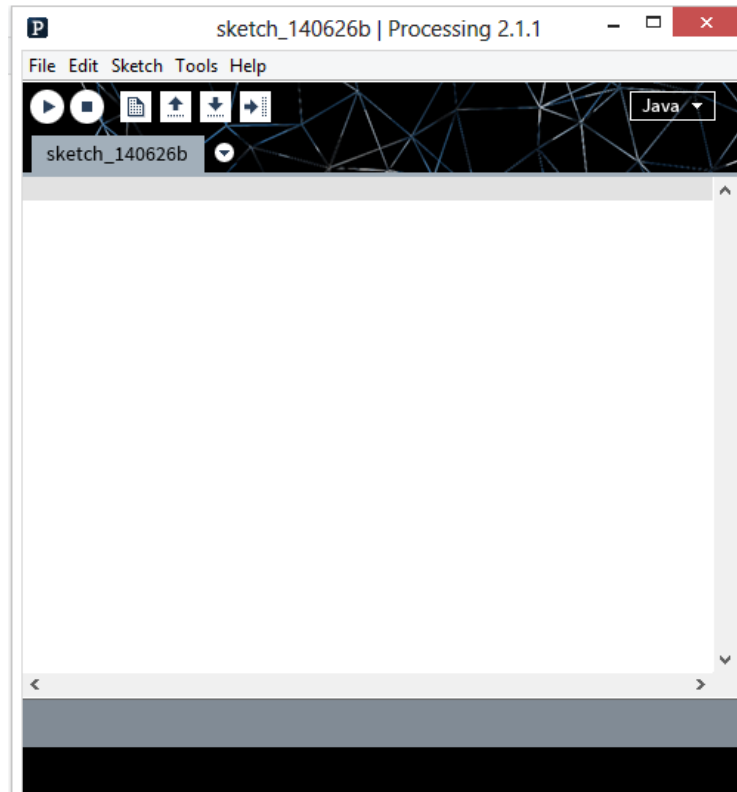 P sketch_140626b | Processing 2.1.1
File Edit Sketch Tools Help
Java
sketch_140626b